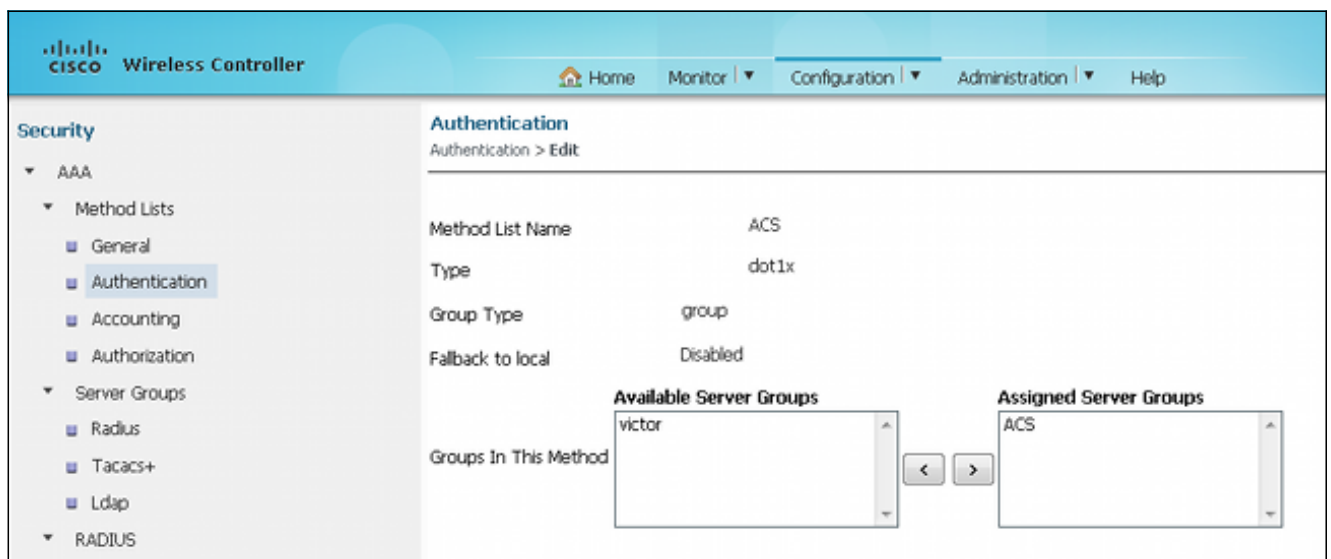 CISCO Wireless Controller
Home Monitor Configuration Administration Help
Security
AAA
Method Lists
General
Authentication
Accounting
Authorization
Server Groups
Radius
Tacacs+
Ldap
RADIUS
Authentication
Authentication > Edit
Method List Name ACS
Type dot1x
Group Type group
Fallback to local Disabled
Available Server Groups Assigned Server Groups
victor ACS
Groups In This Method < >